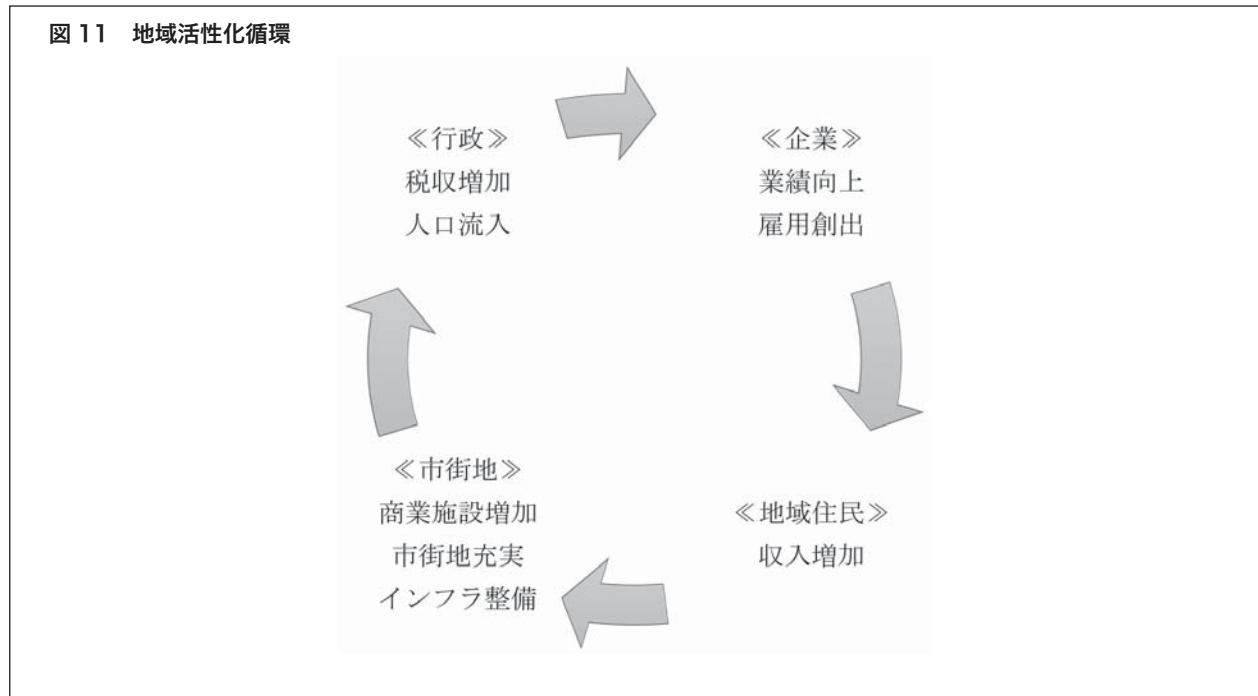 図 11　地域活性化循環
≪行政≫
税収増加
人口流入
≪企業≫
業績向上
雇用創出
≪地域住民≫
収入増加
≪市街地≫
商業施設増加
市街地充実
インフラ整備